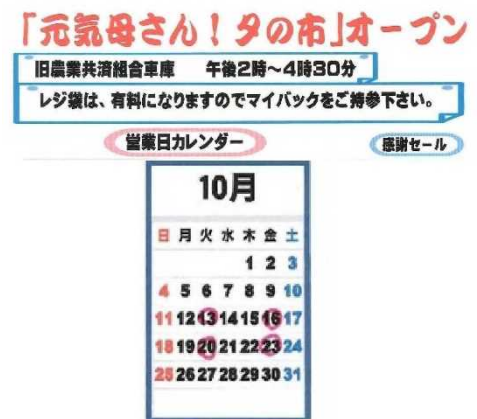 「元気母さん！夕の市」オープン
旧農業共済組合車庫　午後2時～4時30分
レジ袋は、有料になりますのでマイバックをご持参下さい。
営業日カレンダー　感謝セール
10月
日 月 火 水 木 金 土
1 2 3
4 5 6 7 8 9 10
11 12 13 14 15 16 17
18 19 20 21 22 23 24
25 26 27 28 29 30 31